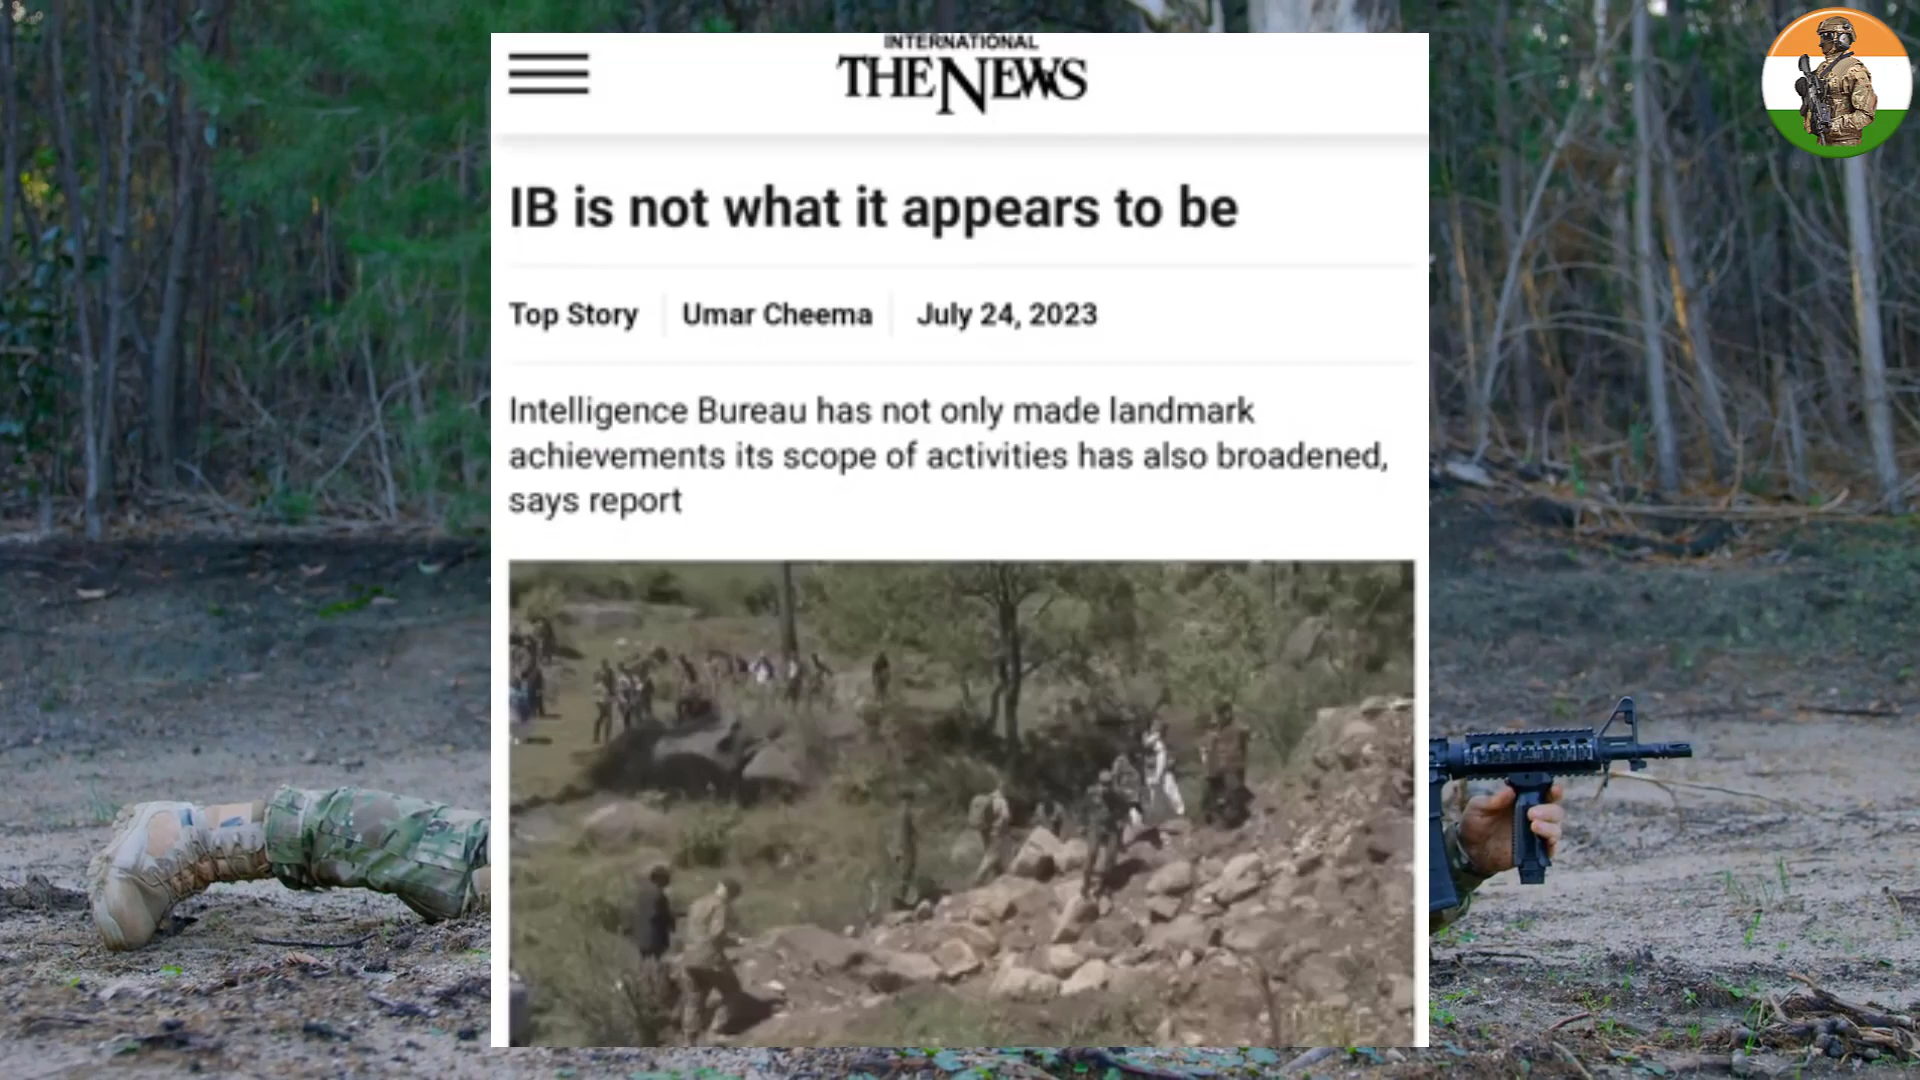 INTERNATIONAL
THE NEWS
IB is not what it appears to be
Top Story Umar Cheema July 24, 2023
Intelligence Bureau has not only made landmark
achievements its scope of activities has also broadened,
says report